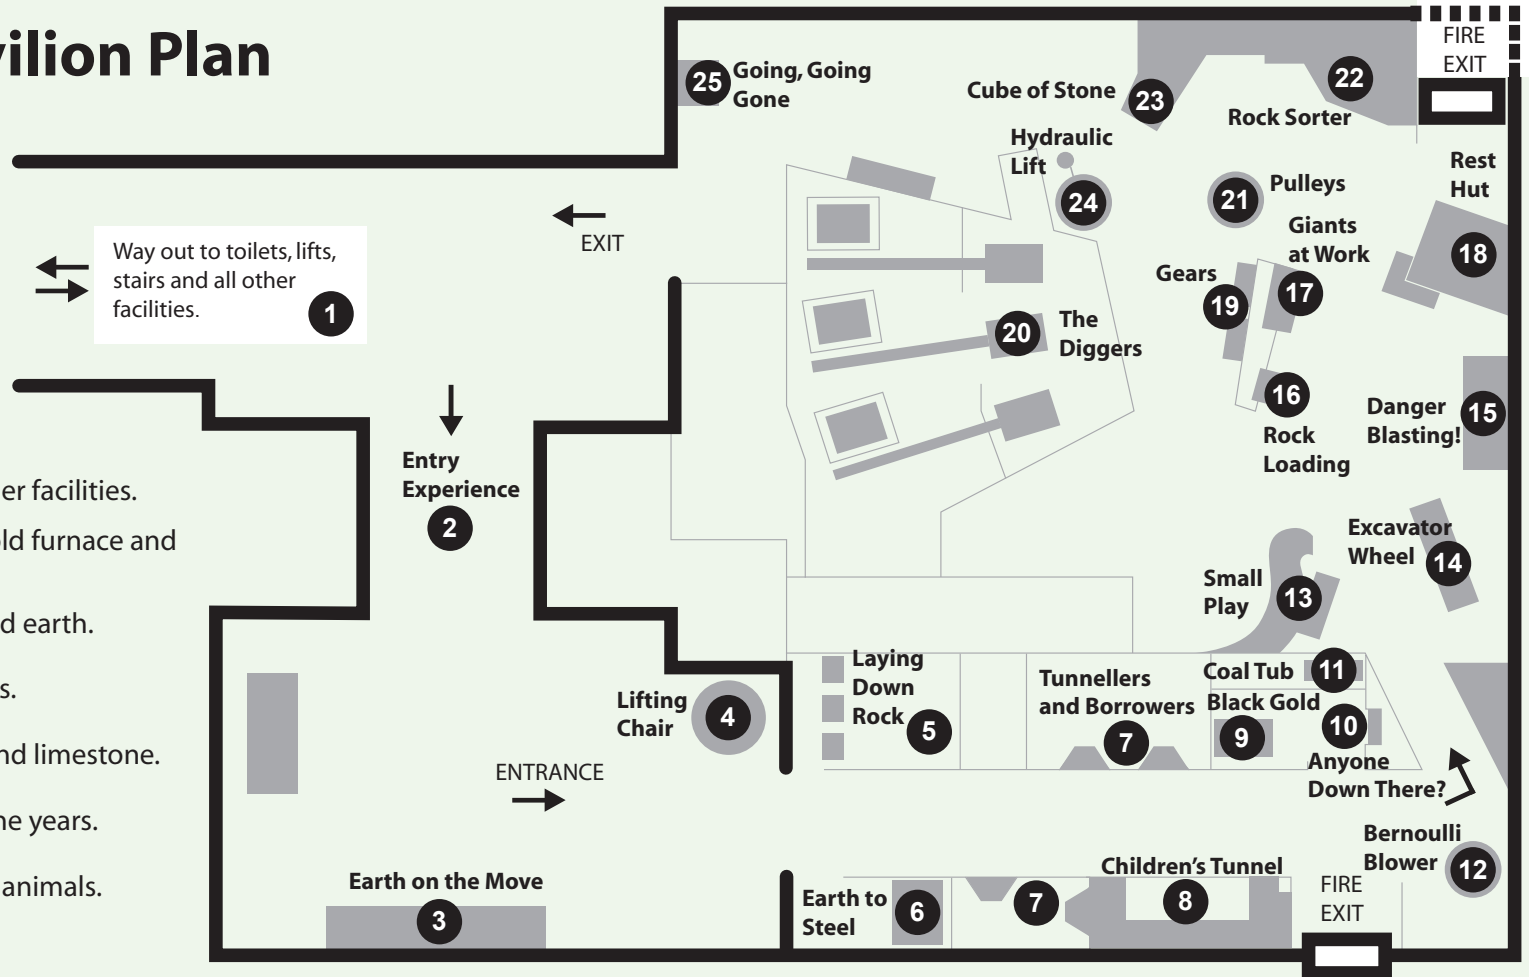 vilion Plan
25
Going, Going
Gone
Cube of Stone
23
22
Rock Sorter
FIRE
EXIT
Hydraulic
Lift
24
21
Pulleys
Rest
Hut
18
Giants
at Work
17
Gears
19
EXIT
Way out to toilets, lifts,
stairs and all other
facilities.
1
20
The
Diggers
16
Rock
Loading
Danger
Blasting!
15
Entry
Experience
2
er facilities.
old furnace and
d earth.
s.
nd limestone.
he years.
animals.
Excavator
Wheel
14
Small
Play
13
Lifting
Chair
4
Laying
Down
Rock
5
Tunnellers
and Borrowers
7
Coal Tub
11
Black Gold
9
10
Anyone
Down There?
ENTRANCE
Earth on the Move
3
Earth to
Steel
6
7
Children's Tunnel
8
Bernoulli
Blower
12
FIRE
EXIT